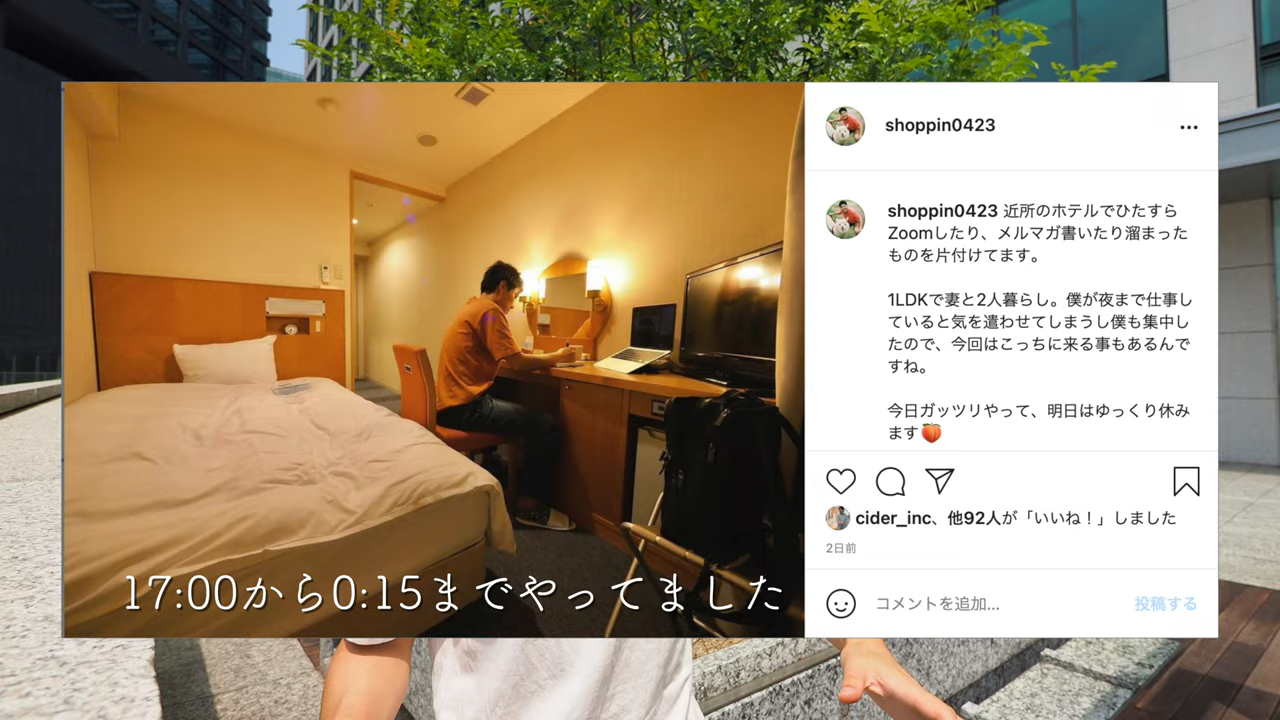 shoppin0423
shoppin0423 近所のホテルでひたすら
Zoomしたり、メルマガ書いたり溜まった
ものを片付けてます。
1LDKで妻と2人暮らし。僕が夜まで仕事し
ていると気を遣わせてしまうし僕も集中し
たので、今回はこっちに来る事もあるんで
すね。
今日ガッツリやって、明日はゆっくり休み
ます🍑
cider_inc、他92人が「いいね！」しました
2日前
コメントを追加...
投稿する
17:00から0:15までやってました